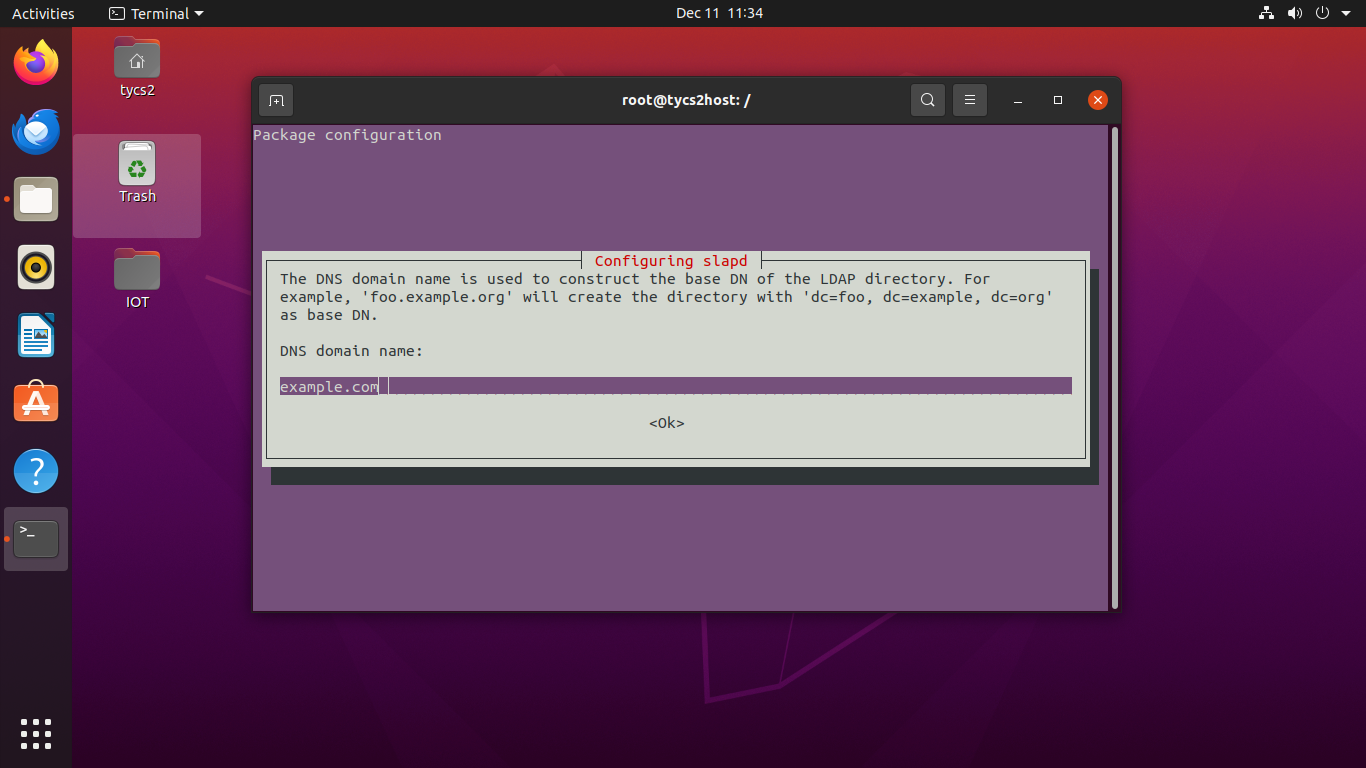 Activities
Terminal
Dec 11 11:34
tycs2
Trash
IOT
root@tycs2host: /
Package configuration
Configuring slapd
The DNS domain name is used to construct the base DN of the LDAP directory. For
example, 'foo.example.org' will create the directory with 'dc=foo, dc=example, dc=org'
as base DN.
DNS domain name:
example.com
<Ok>
>_